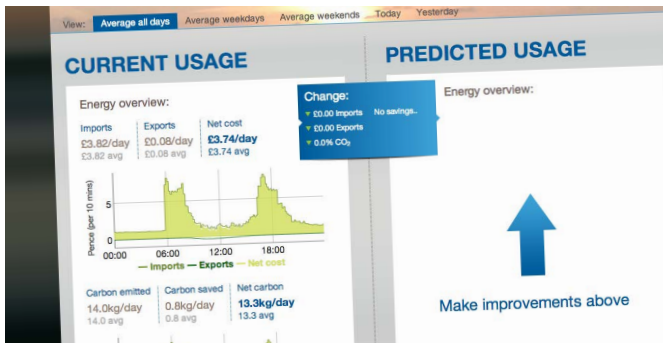 View: Average all days Average weekdays Average weekends Today Yesterday
CURRENT USAGE
Energy overview:
Imports Exports Net cost
£3.82/day £0.08/day £3.74/day
£3.82 avg £0.08 avg £3.74 avg
Pence (per 10 mins)
5
0
00:00 06:00 12:00 18:00
Imports Exports Net cost
Carbon emitted Carbon saved Net carbon
14.0kg/day 0.8kg/day 13.3kg/day
14.0 avg 0.8 avg 13.3 avg
Change:
£0.00 Imports No savings..
£0.00 Exports
0.0% CO₂
PREDICTED USAGE
Energy overview:
Make improvements above